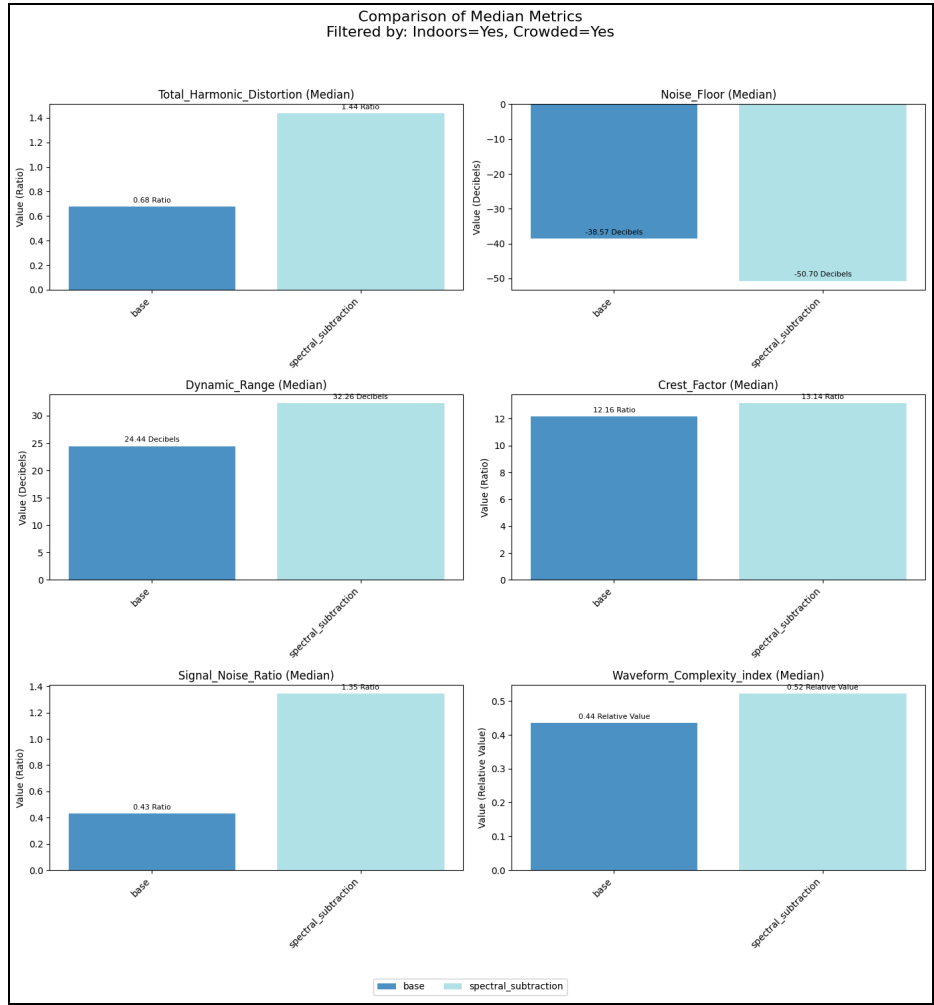 Comparison of Median Metrics
Filtered by: Indoors=Yes, Crowded=Yes
Total_Harmonic_Distortion (Median)
1.44 Ratio
0.68 Ratio
Value (Ratio)
1.4
1.2
1.0
0.8
0.6
0.4
0.2
0.0
base
spectral_subtraction
Noise_Floor (Median)
Value (Decibels)
0
−10
−20
−30
−40
−50
-38.57 Decibels
-50.70 Decibels
base
spectral_subtraction
Dynamic_Range (Median)
32.26 Decibels
24.44 Decibels
Value (Decibels)
30
25
20
15
10
5
0
base
spectral_subtraction
Crest_Factor (Median)
13.14 Ratio
12.16 Ratio
Value (Ratio)
12
10
8
6
4
2
0
base
spectral_subtraction
Signal_Noise_Ratio (Median)
1.35 Ratio
0.43 Ratio
Value (Ratio)
1.4
1.2
1.0
0.8
0.6
0.4
0.2
0.0
base
spectral_subtraction
Waveform_Complexity_index (Median)
0.52 Relative Value
0.44 Relative Value
Value (Relative Value)
0.5
0.4
0.3
0.2
0.1
0.0
base
spectral_subtraction
base
spectral_subtraction